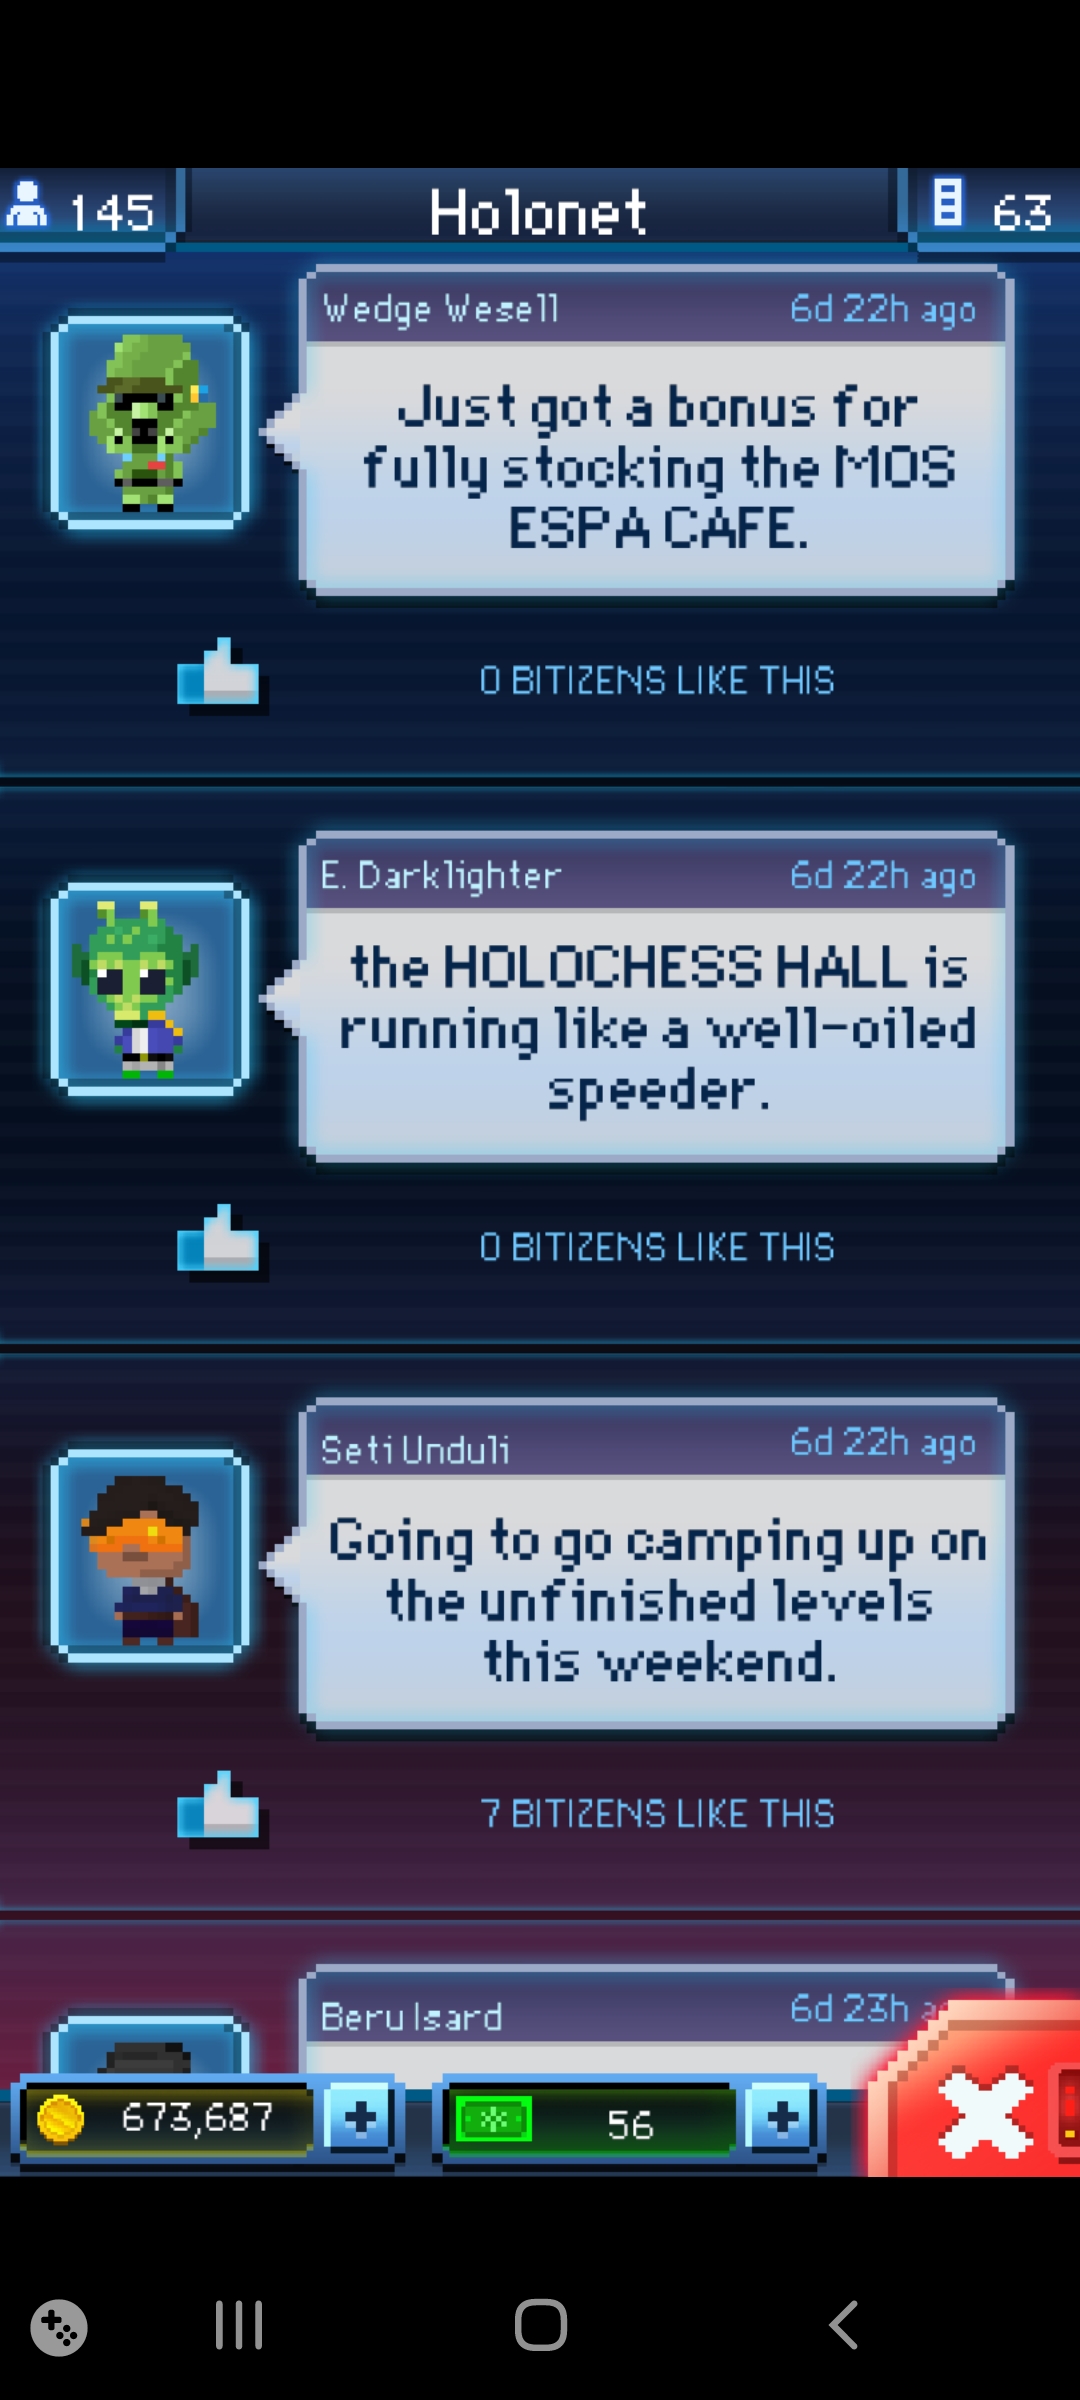 145
Holonet
63
Wedge Wesell
6d 22h ago
Just got a bonus for
fully stocking the MOS
ESPA CAFE.
0 BITIZENS LIKE THIS
E. Darklighter
6d 22h ago
the HOLOCHESS HALL is
running like a well-oiled
speeder.
0 BITIZENS LIKE THIS
Seti Unduli
6d 22h ago
Going to go camping up on
the unfinished levels
this weekend.
7 BITIZENS LIKE THIS
Beru Isard
6d 23h
673,687
56